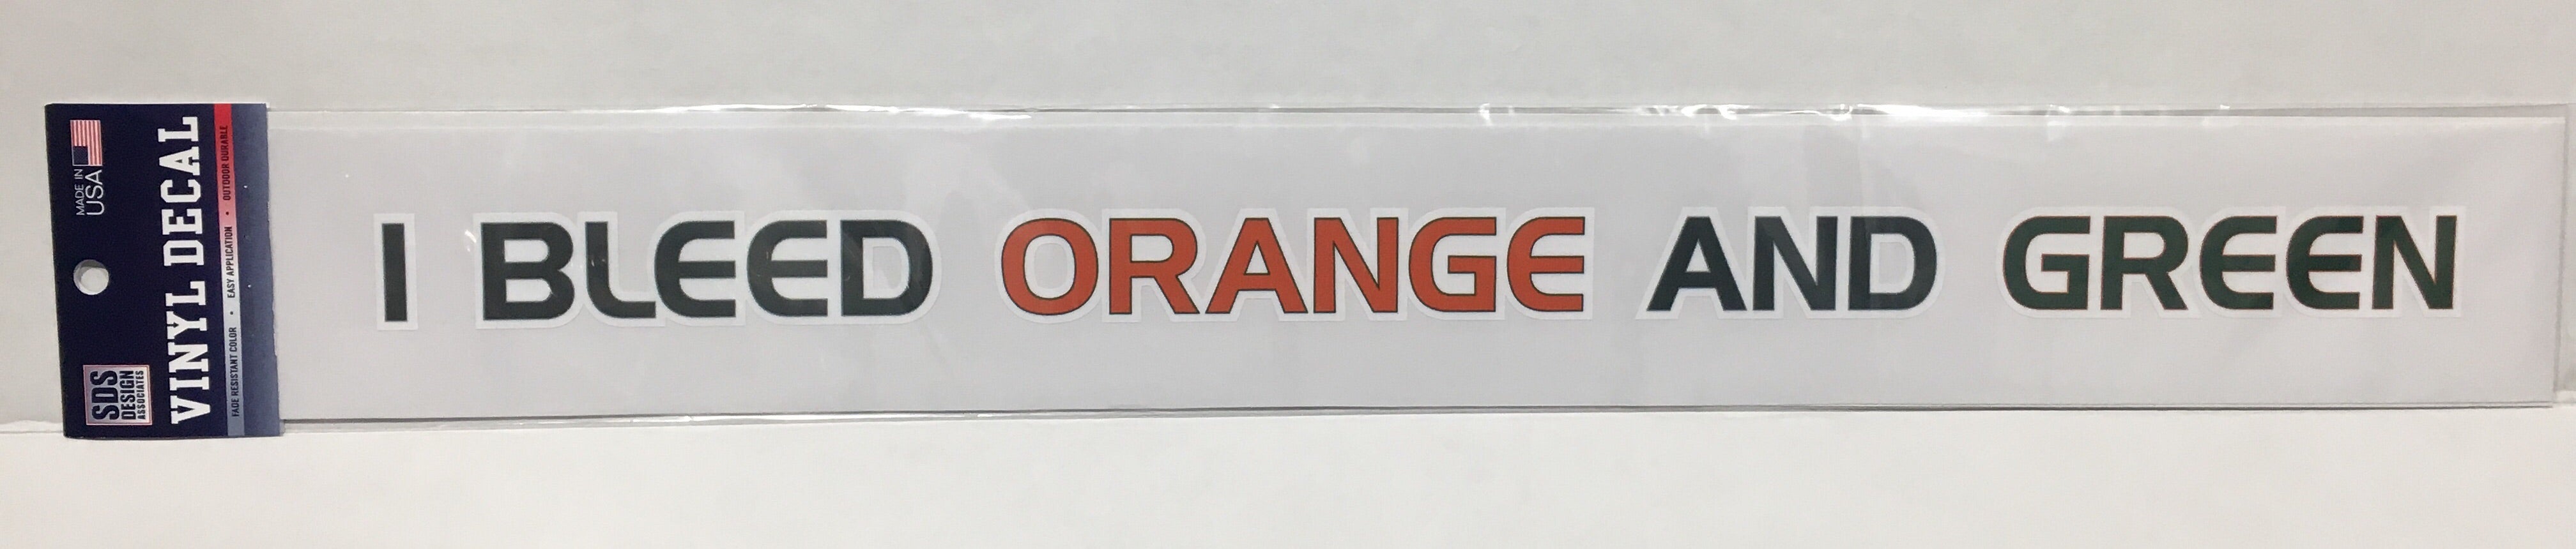 MADE IN
USA
VINYL DECAL
FADE RESISTANT COLOR • EASY APPLICATION • OUTDOOR DURABLE
SDS
DESIGN
ASSOCIATES
I BLEED ORANGE AND GREEN